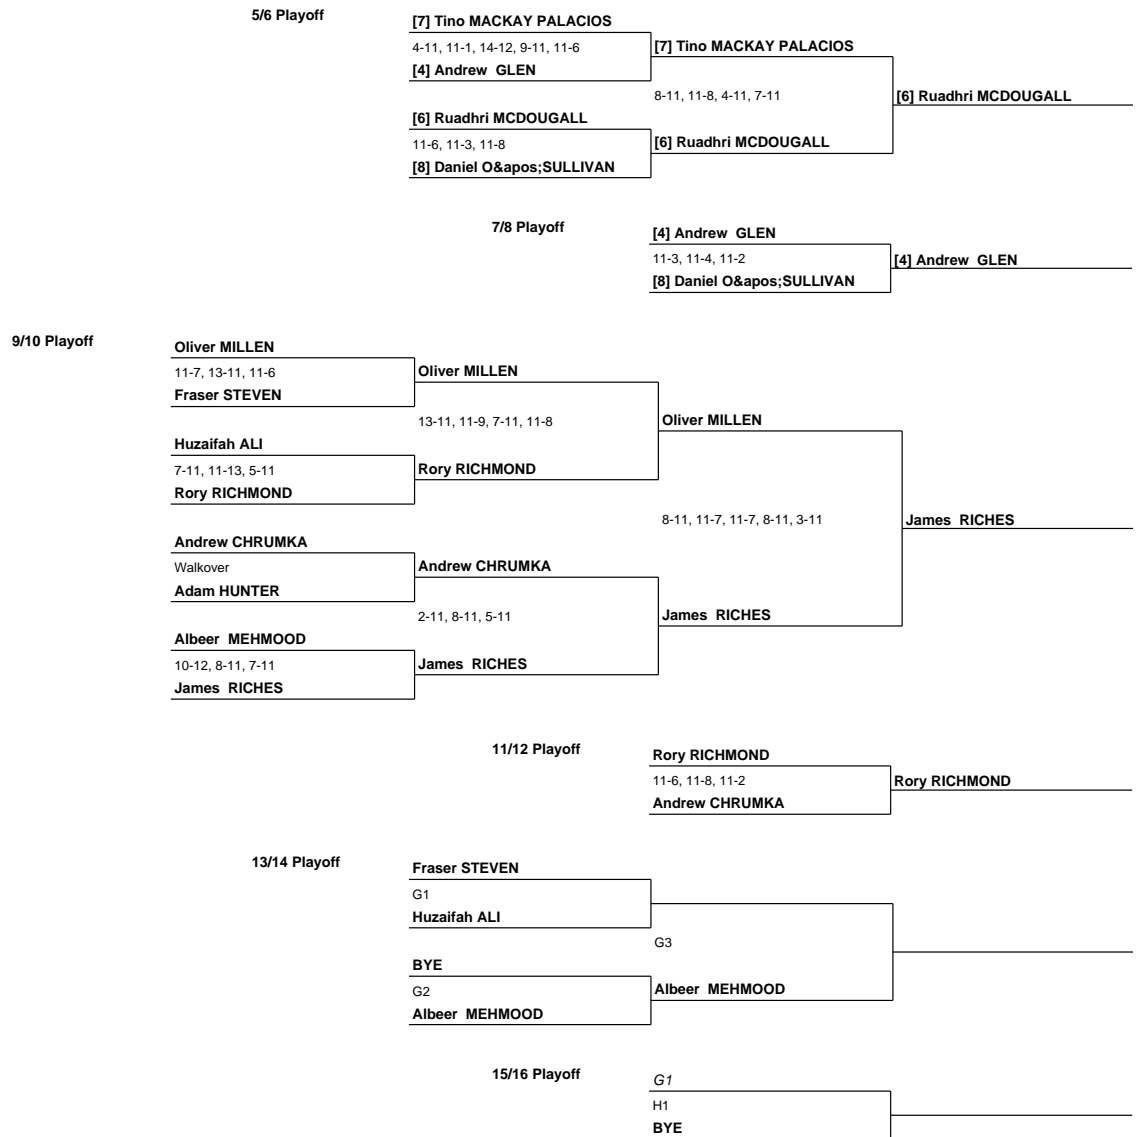 5/6 Playoff
[7] Tino MACKAY PALACIOS
4-11, 11-1, 14-12, 9-11, 11-6
[4] Andrew  GLEN
[7] Tino MACKAY PALACIOS
8-11, 11-8, 4-11, 7-11
[6] Ruadhri MCDOUGALL
[6] Ruadhri MCDOUGALL
11-6, 11-3, 11-8
[8] Daniel O&apos;SULLIVAN
[6] Ruadhri MCDOUGALL
7/8 Playoff
[4] Andrew  GLEN
11-3, 11-4, 11-2
[8] Daniel O&apos;SULLIVAN
[4] Andrew  GLEN
9/10 Playoff
Oliver MILLEN
11-7, 13-11, 11-6
Fraser STEVEN
Oliver MILLEN
13-11, 11-9, 7-11, 11-8
Oliver MILLEN
Huzaifah ALI
7-11, 11-13, 5-11
Rory RICHMOND
Rory RICHMOND
8-11, 11-7, 11-7, 8-11, 3-11
James  RICHES
Andrew CHRUMKA
Walkover
Adam HUNTER
Andrew CHRUMKA
2-11, 8-11, 5-11
James  RICHES
Albeer  MEHMOOD
10-12, 8-11, 7-11
James  RICHES
James  RICHES
11/12 Playoff
Rory RICHMOND
11-6, 11-8, 11-2
Andrew CHRUMKA
Rory RICHMOND
13/14 Playoff
Fraser STEVEN
G1
Huzaifah ALI
G3
BYE
G2
Albeer  MEHMOOD
Albeer  MEHMOOD
15/16 Playoff
G1
H1
BYE